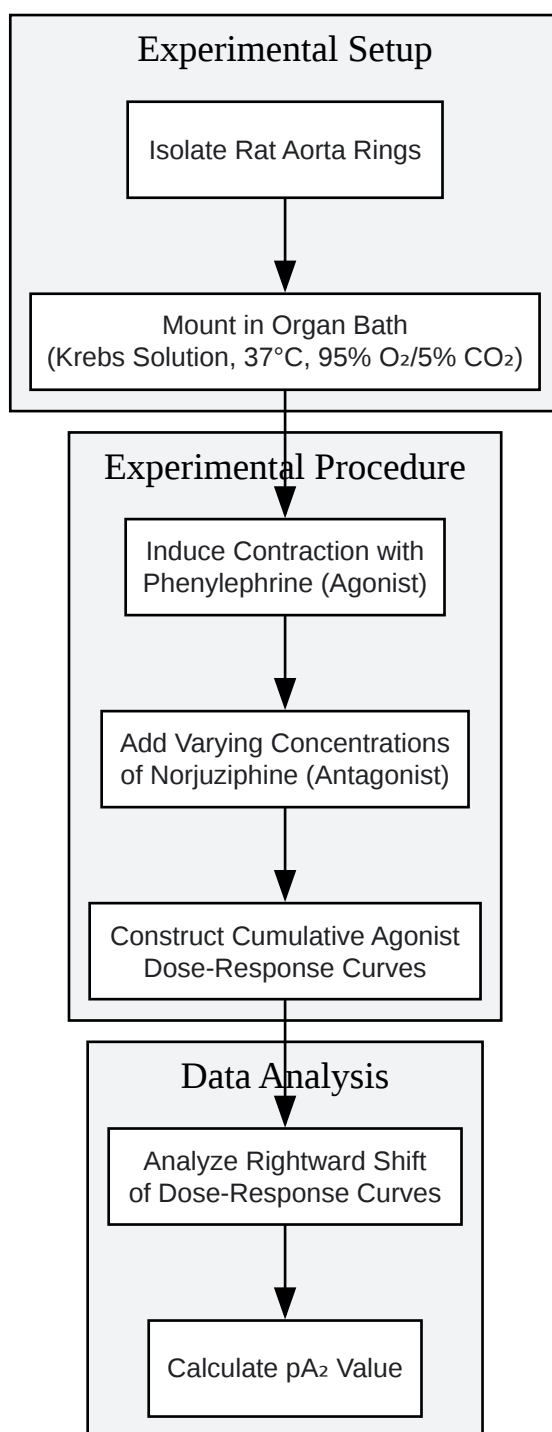 Experimental Setup
Isolate Rat Aorta Rings
Mount in Organ Bath
(Krebs Solution, 37°C, 95% O₂/5% CO₂)
Experimental Procedure
Induce Contraction with
Phenylephrine (Agonist)
Add Varying Concentrations
of Norjuziphine (Antagonist)
Construct Cumulative Agonist
Dose-Response Curves
Data Analysis
Analyze Rightward Shift
of Dose-Response Curves
Calculate pA₂ Value